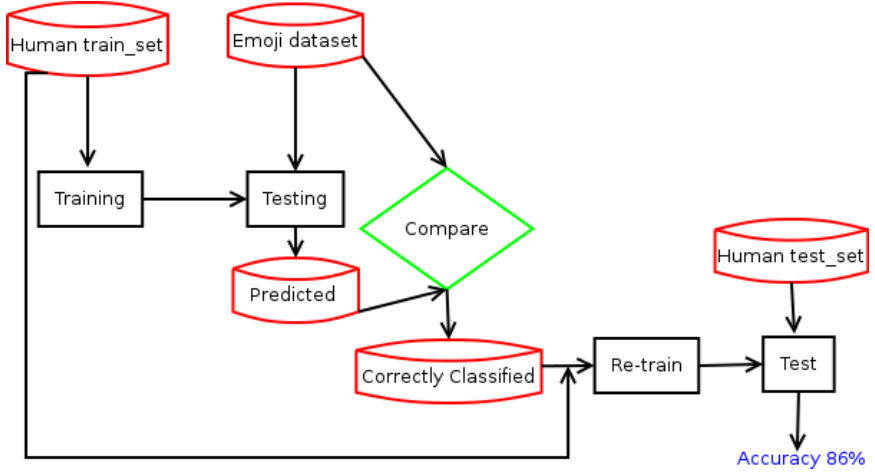 Human train_set
Emoji dataset
Training
Testing
Compare
Human test_set
Predicted
Correctly Classified
Re-train
Test
Accuracy 86%